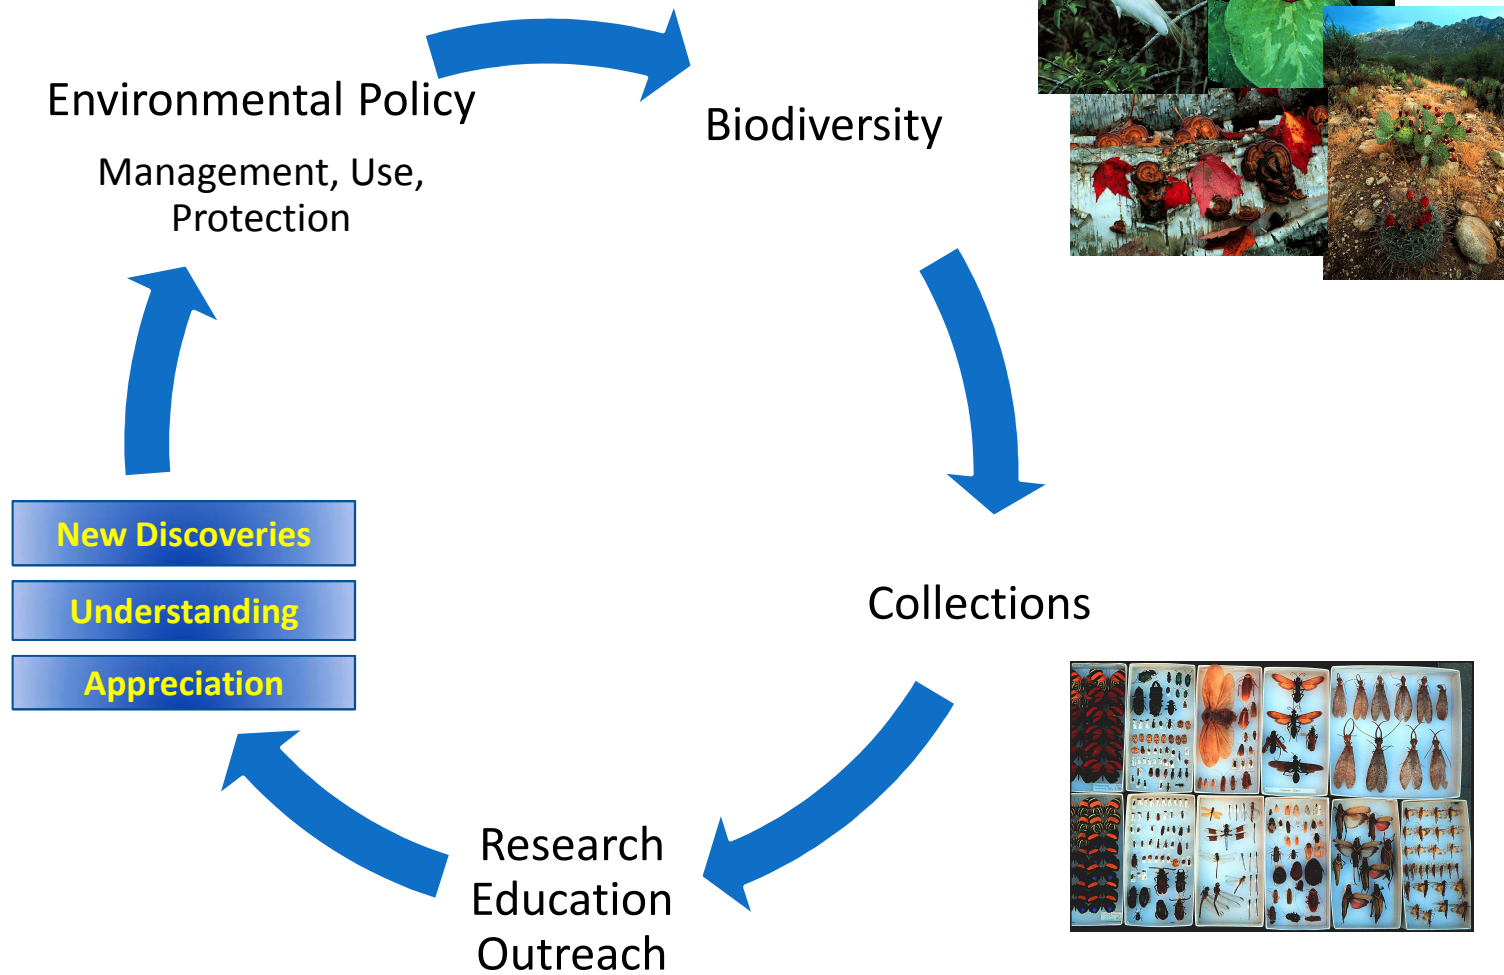 Environmental Policy
Management, Use,
Protection
Biodiversity
Collections
Research
Education
Outreach
New Discoveries
Understanding
Appreciation